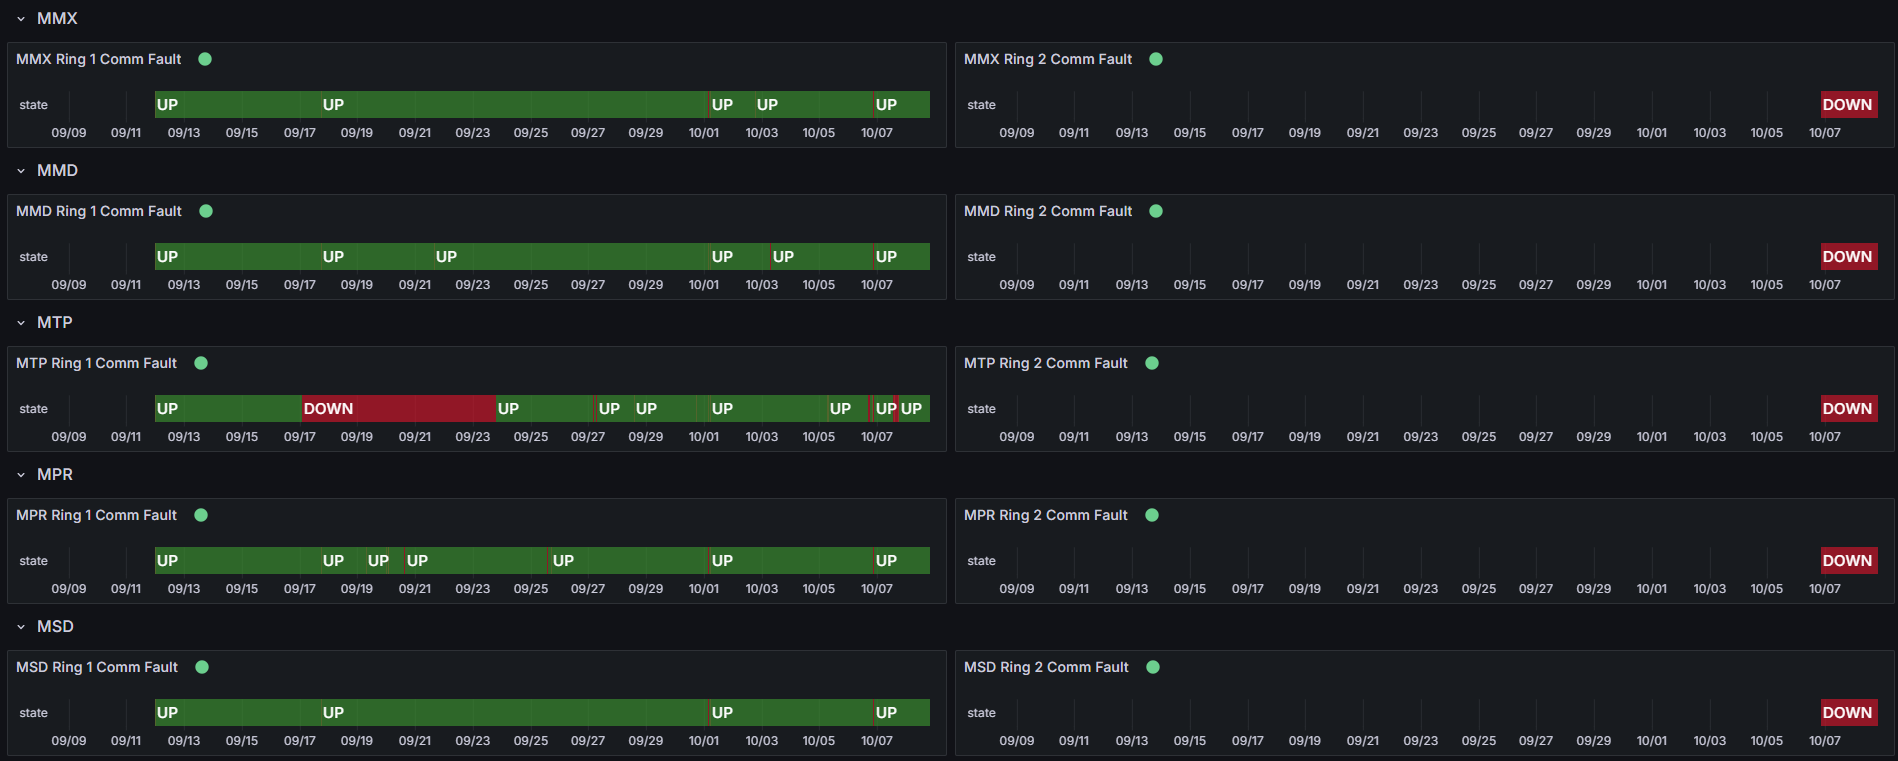 MMX
MMX Ring 1 Comm Fault
state UP UP UP UP UP
09/09 09/11 09/13 09/15 09/17 09/19 09/21 09/23 09/25 09/27 09/29 10/01 10/03 10/05 10/07
MMX Ring 2 Comm Fault
state DOWN
09/09 09/11 09/13 09/15 09/17 09/19 09/21 09/23 09/25 09/27 09/29 10/01 10/03 10/05 10/07
MMD
MMD Ring 1 Comm Fault
state UP UP UP UP UP UP
09/09 09/11 09/13 09/15 09/17 09/19 09/21 09/23 09/25 09/27 09/29 10/01 10/03 10/05 10/07
MMD Ring 2 Comm Fault
state DOWN
09/09 09/11 09/13 09/15 09/17 09/19 09/21 09/23 09/25 09/27 09/29 10/01 10/03 10/05 10/07
MTP
MTP Ring 1 Comm Fault
state UP DOWN UP UP UP UP UP UP UP
09/09 09/11 09/13 09/15 09/17 09/19 09/21 09/23 09/25 09/27 09/29 10/01 10/03 10/05 10/07
MTP Ring 2 Comm Fault
state DOWN
09/09 09/11 09/13 09/15 09/17 09/19 09/21 09/23 09/25 09/27 09/29 10/01 10/03 10/05 10/07
MPR
MPR Ring 1 Comm Fault
state UP UP UP UP UP UP UP
09/09 09/11 09/13 09/15 09/17 09/19 09/21 09/23 09/25 09/27 09/29 10/01 10/03 10/05 10/07
MPR Ring 2 Comm Fault
state DOWN
09/09 09/11 09/13 09/15 09/17 09/19 09/21 09/23 09/25 09/27 09/29 10/01 10/03 10/05 10/07
MSD
MSD Ring 1 Comm Fault
state UP UP UP UP
09/09 09/11 09/13 09/15 09/17 09/19 09/21 09/23 09/25 09/27 09/29 10/01 10/03 10/05 10/07
MSD Ring 2 Comm Fault
state DOWN
09/09 09/11 09/13 09/15 09/17 09/19 09/21 09/23 09/25 09/27 09/29 10/01 10/03 10/05 10/07